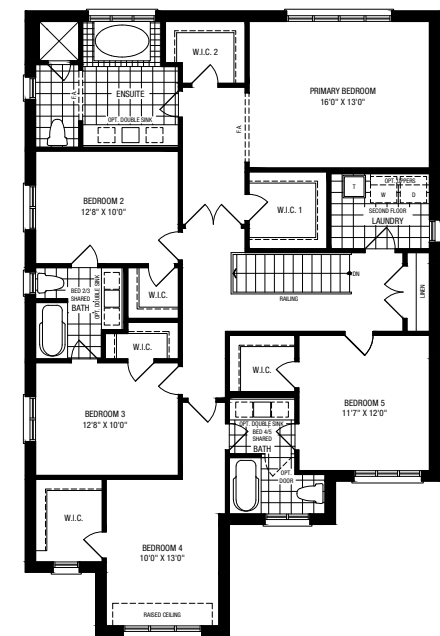 W.I.C. 2
PRIMARY BEDROOM
16'0" X 13'0"
F.A.
ENSUITE
OPT. DOUBLE SINK
F.A.
BEDROOM 2
12'8" X 10'0"
W.I.C. 1
OPT. UPPERS
T
W
D
SECOND FLOOR
LAUNDRY
BED 2/3
SHARED
BATH
OPT. DOUBLE SINK
W.I.C.
DN
RAILING
LINEN
W.I.C.
W.I.C.
BEDROOM 3
12'8" X 10'0"
BEDROOM 5
11'7" X 12'0"
OPT. DOUBLE SINK
BED 4/5
SHARED
BATH
OPT.
DOOR
W.I.C.
BEDROOM 4
10'0" X 13'0"
RAISED CEILING